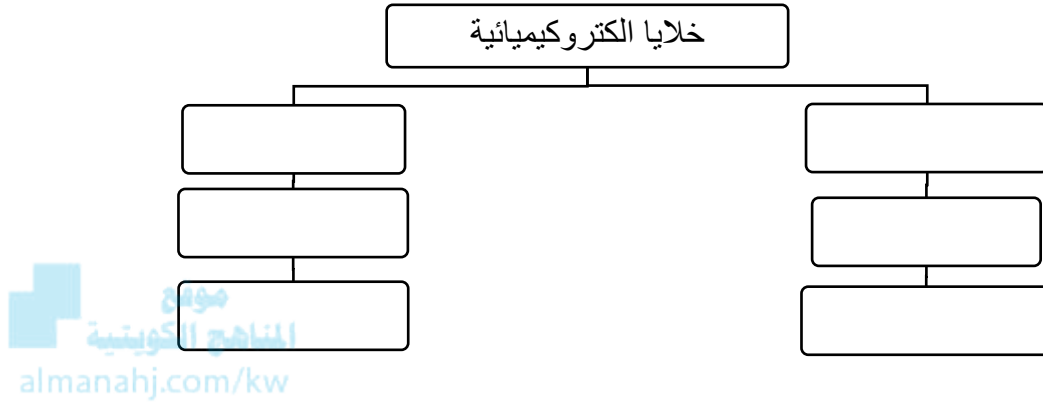 خلايا الكتروكيميائية
موقع
المناهج الكويتية
almanahj.com/kw